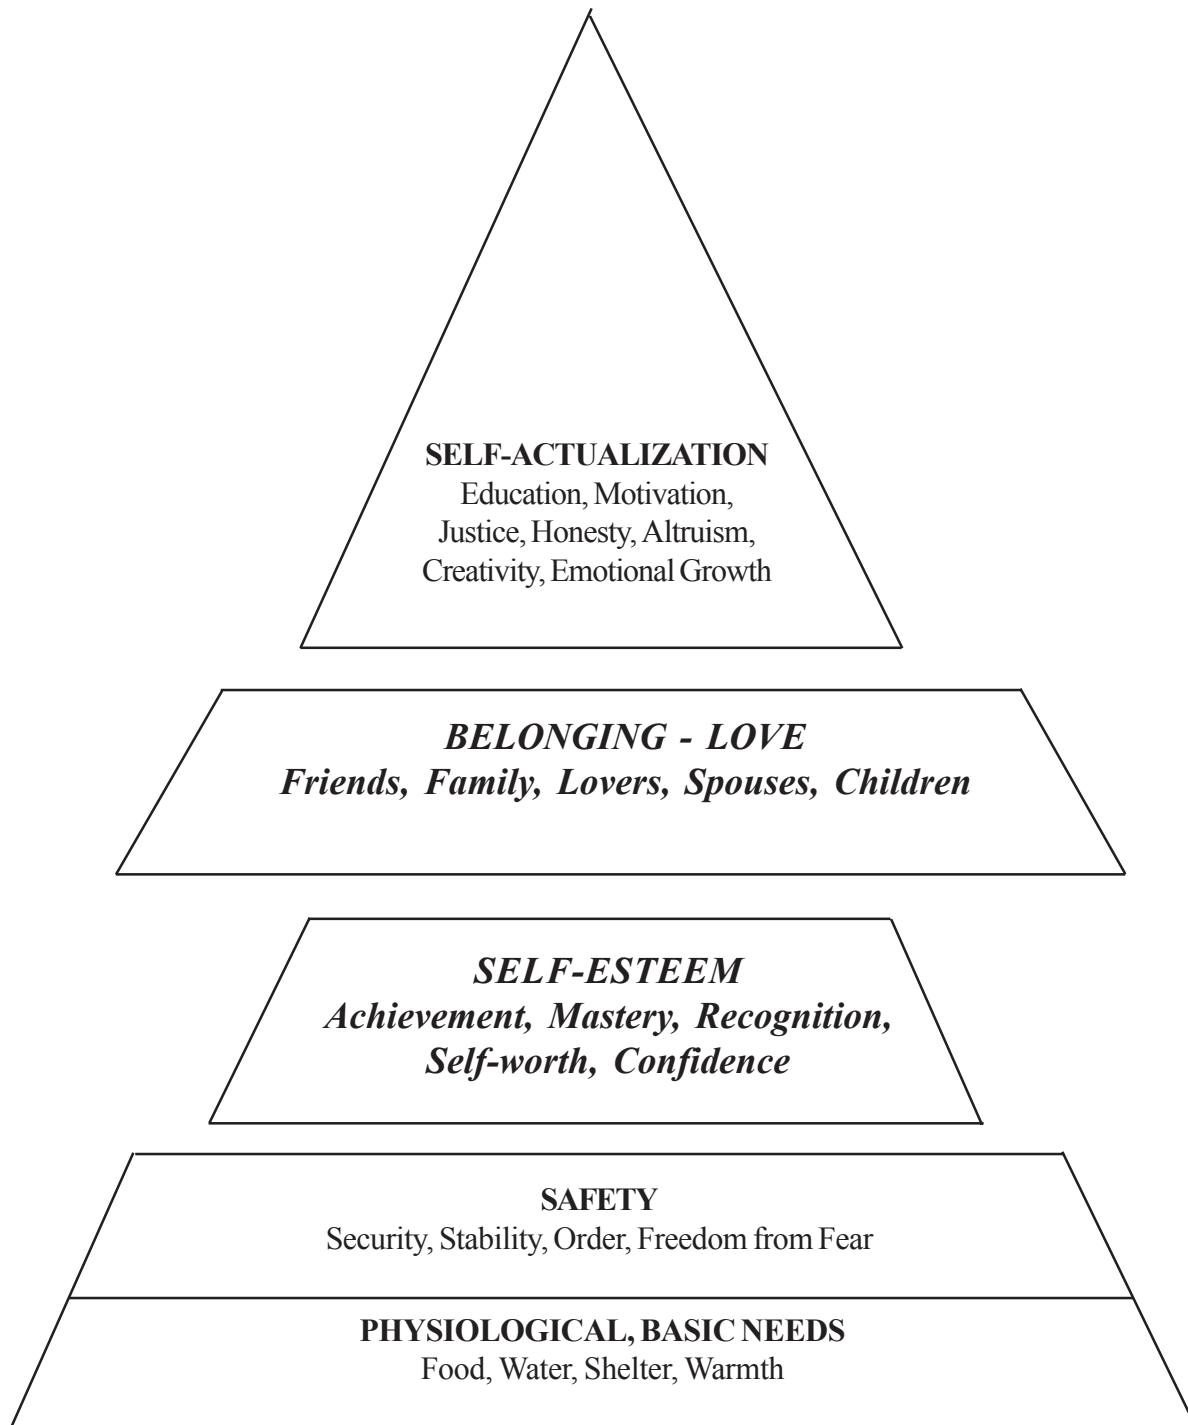 SELF-ACTUALIZATION
Education, Motivation,
Justice, Honesty, Altruism,
Creativity, Emotional Growth
BELONGING - LOVE
Friends, Family, Lovers, Spouses, Children
SELF-ESTEEM
Achievement, Mastery, Recognition,
Self-worth, Confidence
SAFETY
Security, Stability, Order, Freedom from Fear
PHYSIOLOGICAL, BASIC NEEDS
Food, Water, Shelter, Warmth